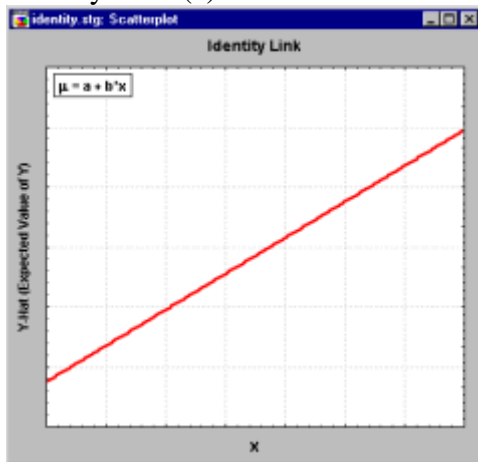 identity.stg: Scatterplot
Identity Link
μ = a + b*x
Y-Hat (Expected Value of Y)
X